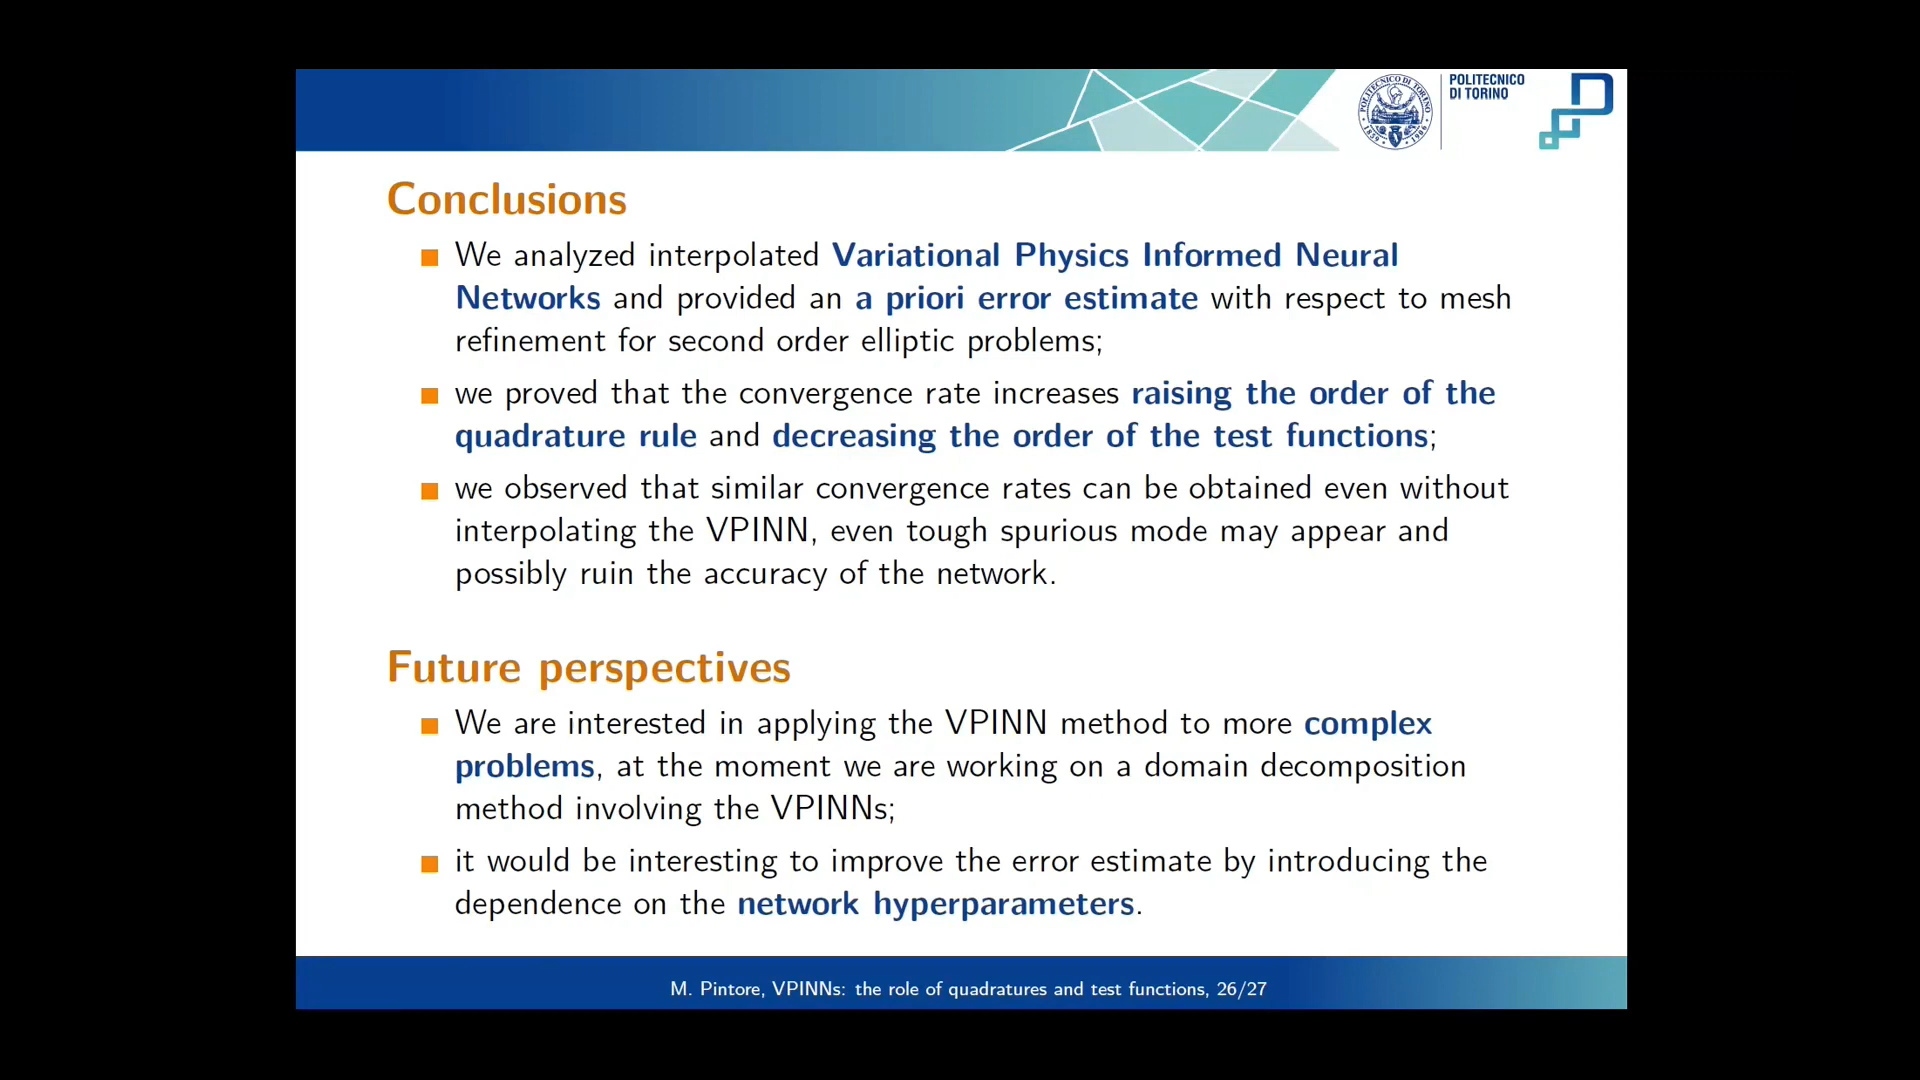 POLITECNICO
DI TORINO
POLITECNICO DI TORINO
1859 · 1906
Conclusions
We analyzed interpolated Variational Physics Informed Neural
Networks and provided an a priori error estimate with respect to mesh
refinement for second order elliptic problems;
we proved that the convergence rate increases raising the order of the
quadrature rule and decreasing the order of the test functions;
we observed that similar convergence rates can be obtained even without
interpolating the VPINN, even tough spurious mode may appear and
possibly ruin the accuracy of the network.
Future perspectives
We are interested in applying the VPINN method to more complex
problems, at the moment we are working on a domain decomposition
method involving the VPINNs;
it would be interesting to improve the error estimate by introducing the
dependence on the network hyperparameters.
M. Pintore, VPINNs: the role of quadratures and test functions, 26/27